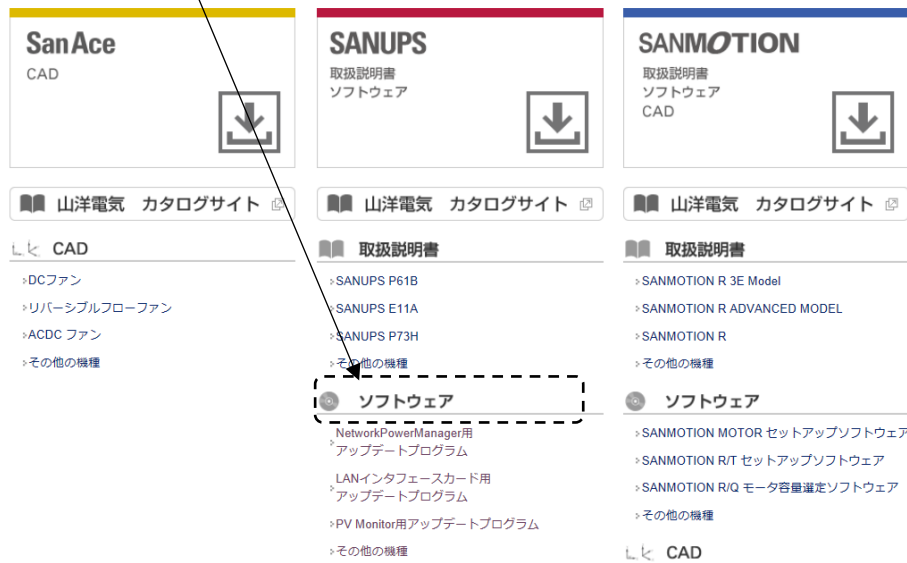 San Ace
CAD
山洋電気 カタログサイト
CAD
DCファン
リバーシブルフローファン
ACDC ファン
その他の機種
SANUPS
取扱説明書
ソフトウェア
山洋電気 カタログサイト
取扱説明書
SANUPS P61B
SANUPS E11A
SANUPS P73H
その他の機種
ソフトウェア
NetworkPowerManager用
アップデートプログラム
LANインタフェースカード用
アップデートプログラム
PV Monitor用アップデートプログラム
その他の機種
SANMOTION
取扱説明書
ソフトウェア
CAD
山洋電気 カタログサイト
取扱説明書
SANMOTION R 3E Model
SANMOTION R ADVANCED MODEL
SANMOTION R
その他の機種
ソフトウェア
SANMOTION MOTOR セットアップソフトウェア
SANMOTION R/T セットアップソフトウェア
SANMOTION R/Q モータ容量選定ソフトウェア
その他の機種
CAD